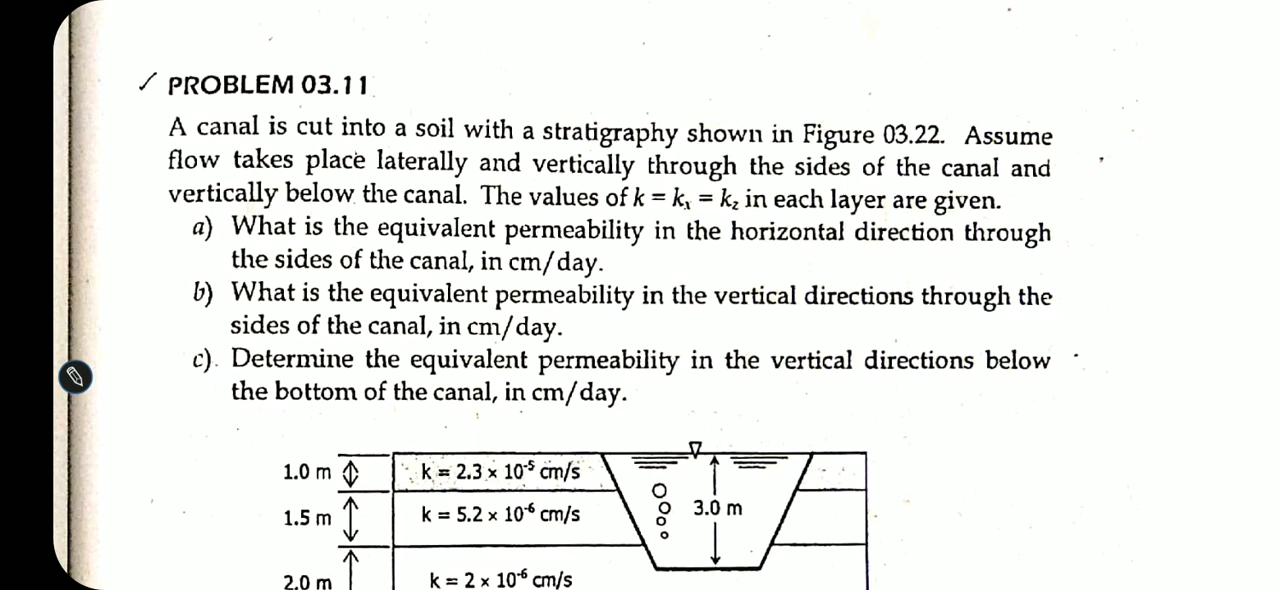 PROBLEM 03.11
A canal is cut into a soil with a stratigraphy shown in Figure 03.22. Assume
flow takes place laterally and vertically through the sides of the canal and
vertically below the canal. The values of k = kₓ = k_z in each layer are given.
a) What is the equivalent permeability in the horizontal direction through
the sides of the canal, in cm/day.
b) What is the equivalent permeability in the vertical directions through the
sides of the canal, in cm/day.
c). Determine the equivalent permeability in the vertical directions below
the bottom of the canal, in cm/day.
1.0 m k = 2.3 × 10⁻⁵ cm/s
1.5 m k = 5.2 × 10⁻⁶ cm/s 3.0 m
2.0 m k = 2 × 10⁻⁶ cm/s